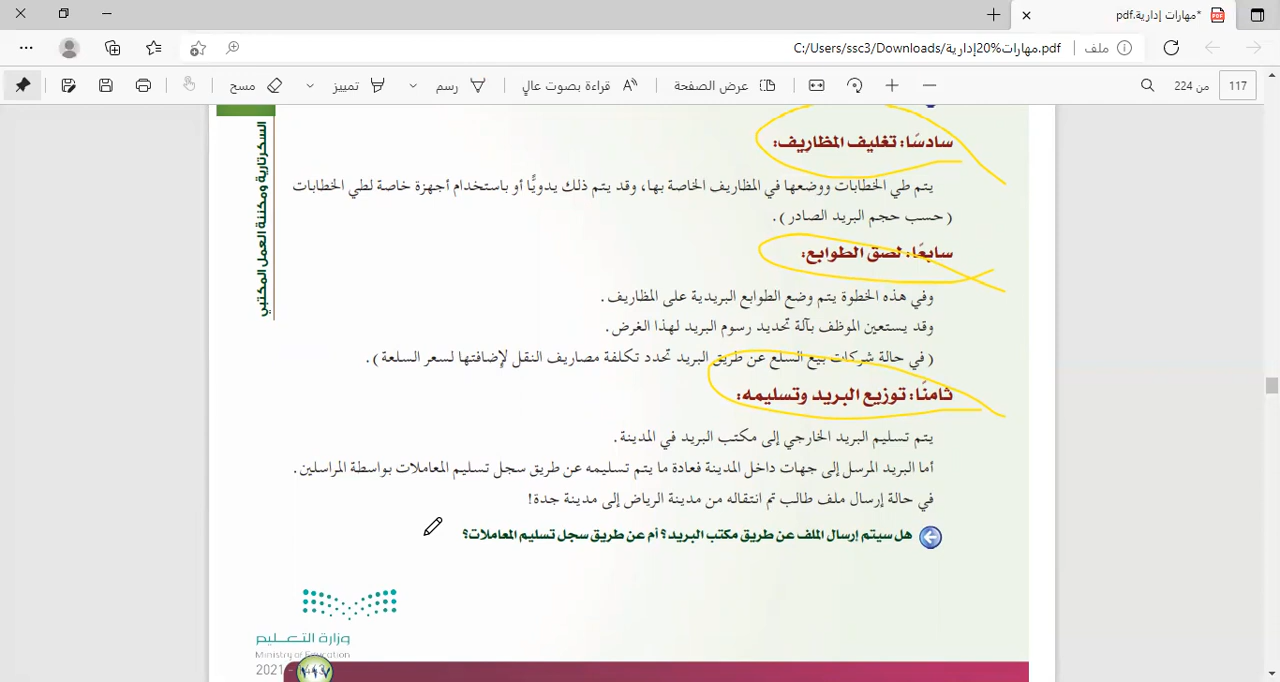 مهارات إدارية.pdf*
C:/Users/ssc3/Downloads/مهارات%20إدارية.pdf
ملف
117
من 224
عرض الصفحة
قراءة بصوت عالٍ
رسم
تمييز
مسح
السكرتارية ومكننة العمل المكتبي
سادسًا: تغليف المظاريف:
يتم طي الخطابات ووضعها في المظاريف الخاصة بها، وقد يتم ذلك يدويًّا أو باستخدام أجهزة خاصة لطي الخطابات
( حسب حجم البريد الصادر ) .
سابعًا: لصق الطوابع:
وفي هذه الخطوة يتم وضع الطوابع البريدية على المظاريف .
وقد يستعين الموظف بآلة تحديد رسوم البريد لهذا الغرض .
( في حالة شركات بيع السلع عن طريق البريد تحدد تكلفة مصاريف النقل لإضافتها لسعر السلعة ) .
ثامنًا: توزيع البريد وتسليمه:
يتم تسليم البريد الخارجي إلى مكتب البريد في المدينة .
أما البريد المرسل إلى جهات داخل المدينة فعادة ما يتم تسليمه عن طريق سجل تسليم المعاملات بواسطة المراسلين .
في حالة إرسال ملف طالب تم انتقاله من مدينة الرياض إلى مدينة جدة!
هل سيتم إرسال الملف عن طريق مكتب البريد؟ أم عن طريق سجل تسليم المعاملات؟
وزارة التعليم
Ministry of Education
2021 -
١١٧